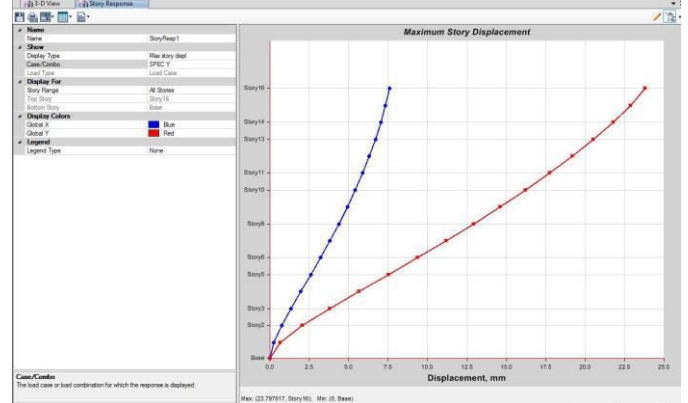 3-D View
Story Response
Maximum Story Displacement
Name
Name StoryResp1
Show
Display Type Max story displ
Case/Combo SPEC Y
Load Type Load Case
Display For
Story Range All Stories
Top Story Story16
Bottom Story Base
Display Colors
Global X Blue
Global Y Red
Legend
Legend Type None
Story16
Story14
Story13
Story11
Story10
Story8
Story6
Story5
Story3
Story2
Base
0.0 2.5 5.0 7.5 10.0 12.5 15.0 17.5 20.0 22.5 25.0
Displacement, mm
Case/Combo
The load case or load combination for which the response is displayed.
Max: (23.797617, Story16); Min: (0, Base)